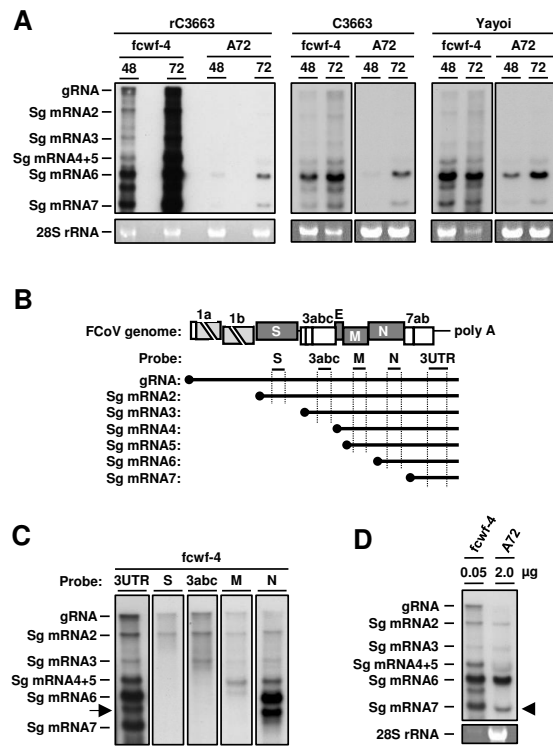 A
rC3663 C3663 Yayoi
fcwf-4 A72 fcwf-4 A72 fcwf-4 A72
48 72 48 72 48 72 48 72 48 72 48 72
gRNA
Sg mRNA2
Sg mRNA3
Sg mRNA4+5
Sg mRNA6
Sg mRNA7
28S rRNA
B
1a 1b S 3abc E M N 7ab
FCoV genome: poly A
Probe: S 3abc M N 3UTR
gRNA:
Sg mRNA2:
Sg mRNA3:
Sg mRNA4:
Sg mRNA5:
Sg mRNA6:
Sg mRNA7:
C
fcwf-4
Probe: 3UTR S 3abc M N
gRNA
Sg mRNA2
Sg mRNA3
Sg mRNA4+5
Sg mRNA6
Sg mRNA7
D
fcwf-4 A72
0.05 2.0 μg
gRNA
Sg mRNA2
Sg mRNA3
Sg mRNA4+5
Sg mRNA6
Sg mRNA7
28S rRNA